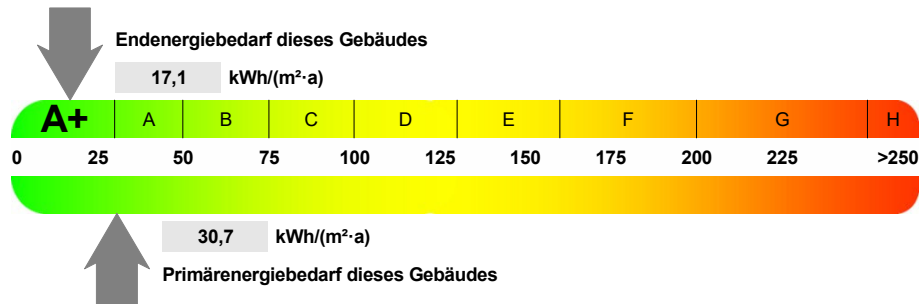 Endenergiebedarf dieses Gebäudes
17,1 kWh/(m²·a)
A+ A B C D E F G H
0 25 50 75 100 125 150 175 200 225 >250
30,7 kWh/(m²·a)
Primärenergiebedarf dieses Gebäudes